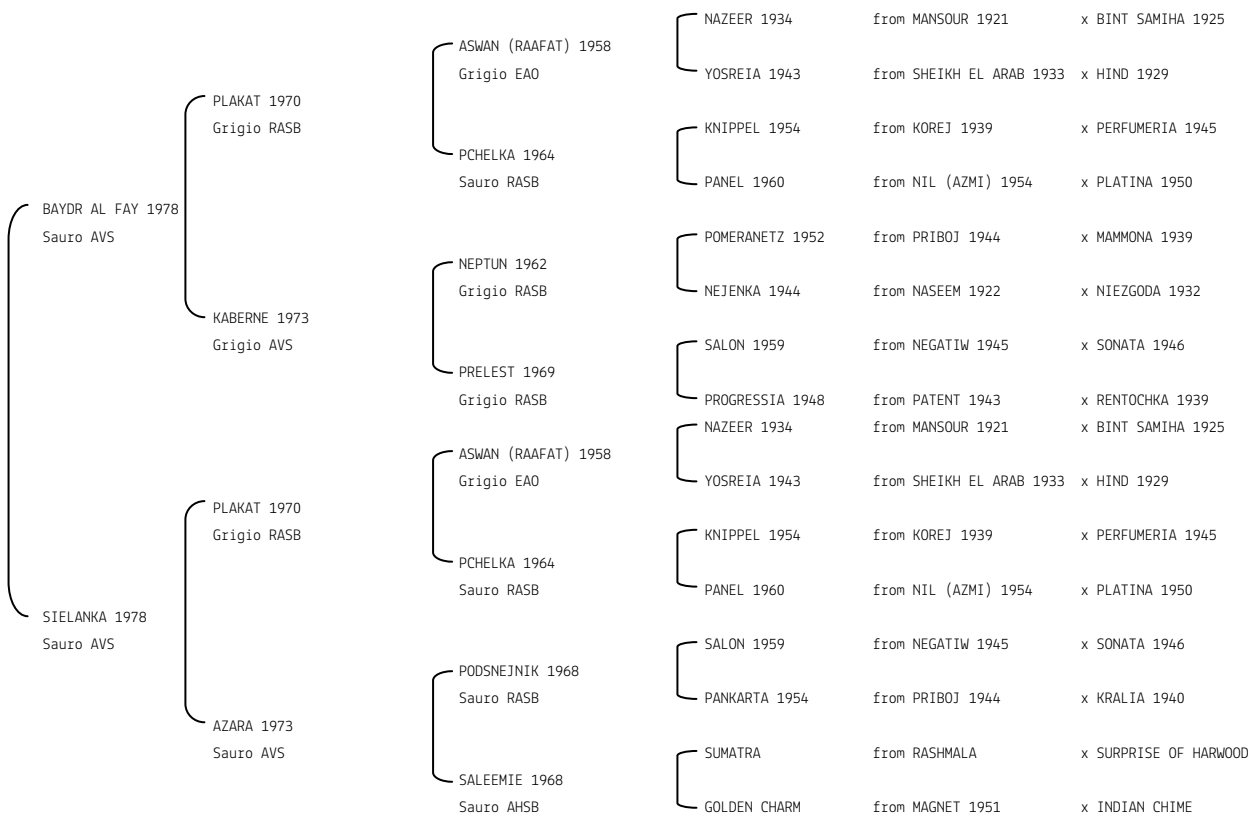 NAZEER 1934 from MANSOUR 1921 x BINT SAMIHA 1925
ASWAN (RAAFAT) 1958
Grigio EAO YOSREIA 1943 from SHEIKH EL ARAB 1933 x HIND 1929
PLAKAT 1970
Grigio RASB KNIPPEL 1954 from KOREJ 1939 x PERFUMERIA 1945
PCHELKA 1964
Sauro RASB PANEL 1960 from NIL (AZMI) 1954 x PLATINA 1950
BAYDR AL FAY 1978
Sauro AVS POMERANETZ 1952 from PRIBOJ 1944 x MAMMONA 1939
NEPTUN 1962
Grigio RASB NEJENKA 1944 from NASEEM 1922 x NIEZGODA 1932
KABERNE 1973
Grigio AVS SALON 1959 from NEGATIW 1945 x SONATA 1946
PRELEST 1969
Grigio RASB PROGRESSIA 1948 from PATENT 1943 x RENTOCHKA 1939
NAZEER 1934 from MANSOUR 1921 x BINT SAMIHA 1925
ASWAN (RAAFAT) 1958
Grigio EAO YOSREIA 1943 from SHEIKH EL ARAB 1933 x HIND 1929
PLAKAT 1970
Grigio RASB KNIPPEL 1954 from KOREJ 1939 x PERFUMERIA 1945
PCHELKA 1964
Sauro RASB PANEL 1960 from NIL (AZMI) 1954 x PLATINA 1950
SIELANKA 1978
Sauro AVS SALON 1959 from NEGATIW 1945 x SONATA 1946
PODSNEJNIK 1968
Sauro RASB PANKARTA 1954 from PRIBOJ 1944 x KRALIA 1940
AZARA 1973
Sauro AVS SUMATRA from RASHMALA x SURPRISE OF HARWOOD
SALEEMIE 1968
Sauro AHSB GOLDEN CHARM from MAGNET 1951 x INDIAN CHIME